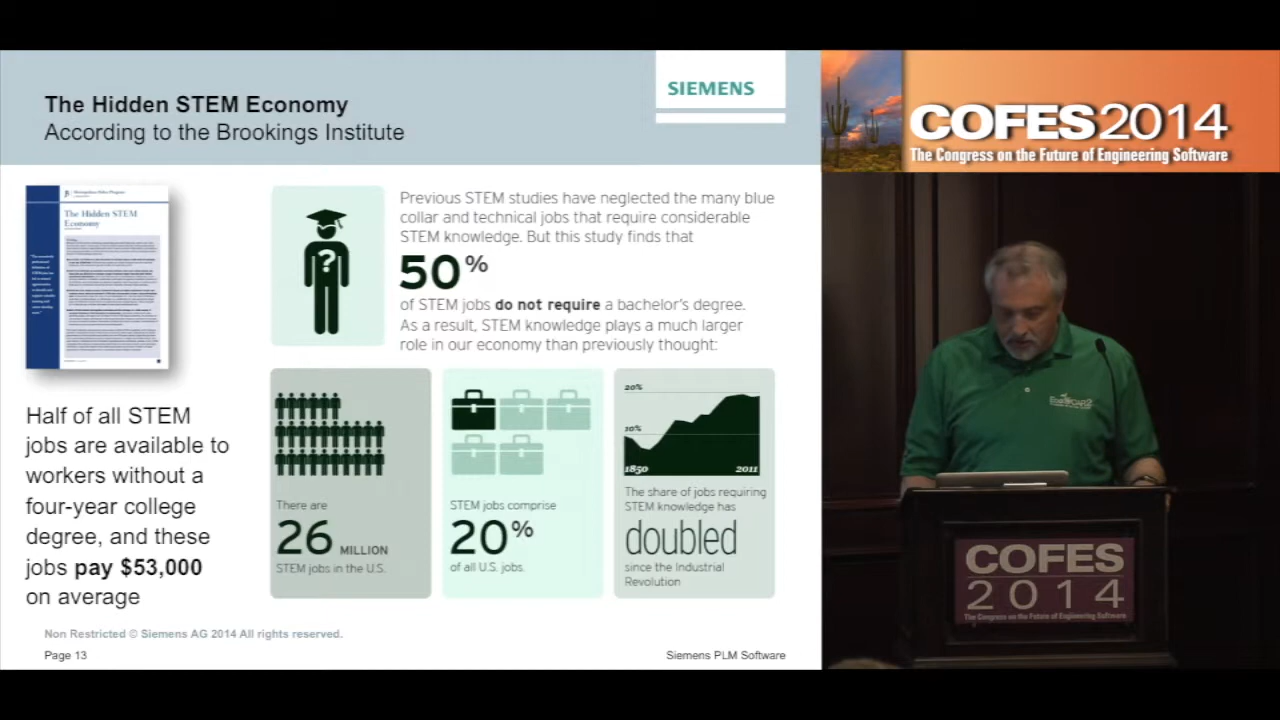 The Hidden STEM Economy
According to the Brookings Institute
SIEMENS
COFES2014
The Congress on the Future of Engineering Software
The Hidden STEM
Economy
Previous STEM studies have neglected the many blue
collar and technical jobs that require considerable
STEM knowledge. But this study finds that
50%
of STEM jobs do not require a bachelor's degree.
As a result, STEM knowledge plays a much larger
role in our economy than previously thought:
?
Half of all STEM
jobs are available to
workers without a
four-year college
degree, and these
jobs pay $53,000
on average
There are
26 MILLION
STEM jobs in the U.S.
STEM jobs comprise
20%
of all U.S. jobs.
20%
10%
1850 2011
The share of jobs requiring
STEM knowledge has
doubled
since the Industrial
Revolution
Non Restricted © Siemens AG 2014 All rights reserved.
Page 13
Siemens PLM Software
COFES
2014
The Congress on the Future of Engineering Software